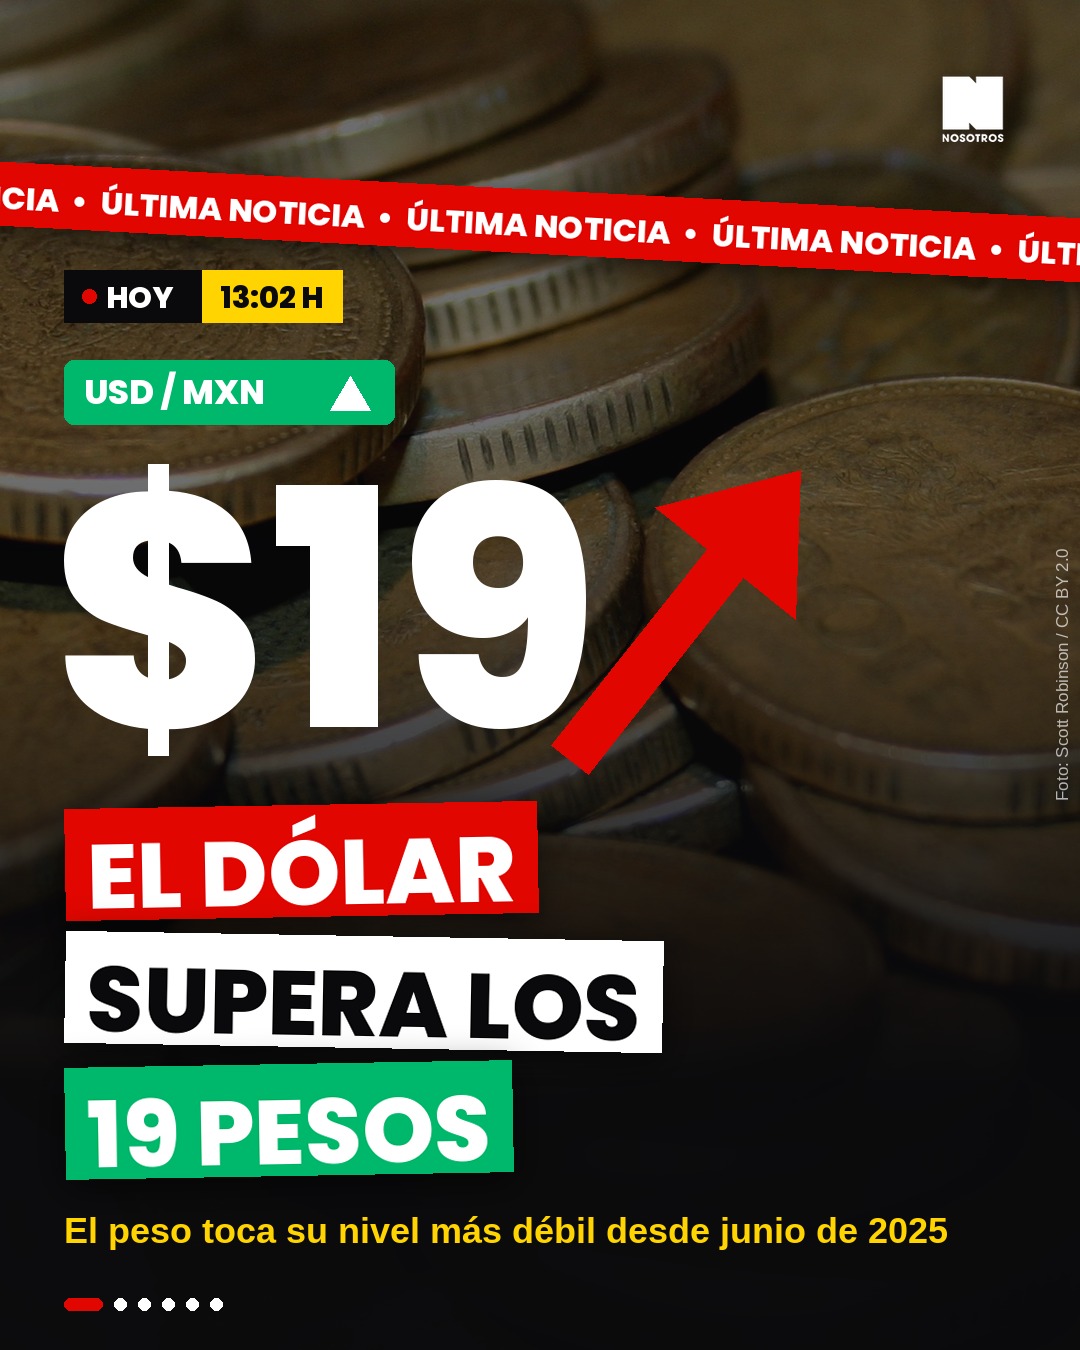 NOSOTROS
CIA • ÚLTIMA NOTICIA • ÚLTIMA NOTICIA • ÚLTIMA NOTICIA • ÚLTI
HOY 13:02 H
USD / MXN
$19
Foto: Scott Robinson / CC BY 2.0
EL DÓLAR
SUPERA LOS
19 PESOS
El peso toca su nivel más débil desde junio de 2025